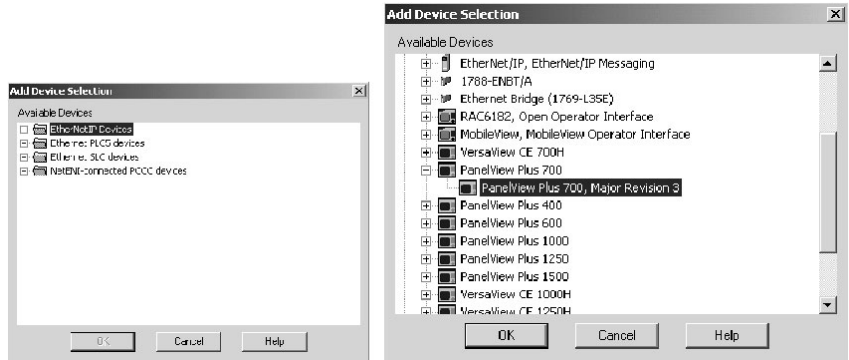 Add Device Selection
Available Devices
EtherNet/IP Devices
Ethernet PLC5 devices
Ethernet SLC devices
NetENI-connected PCCC devices
OK
Cancel
Help
Add Device Selection
Available Devices
EtherNet/IP, EtherNet/IP Messaging
1788-ENBT/A
Ethernet Bridge (1769-L35E)
RAC6182, Open Operator Interface
MobileView, MobileView Operator Interface
VersaView CE 700H
PanelView Plus 700
PanelView Plus 700, Major Revision 3
PanelView Plus 400
PanelView Plus 600
PanelView Plus 1000
PanelView Plus 1250
PanelView Plus 1500
VersaView CE 1000H
VersaView CE 1250H
OK
Cancel
Help